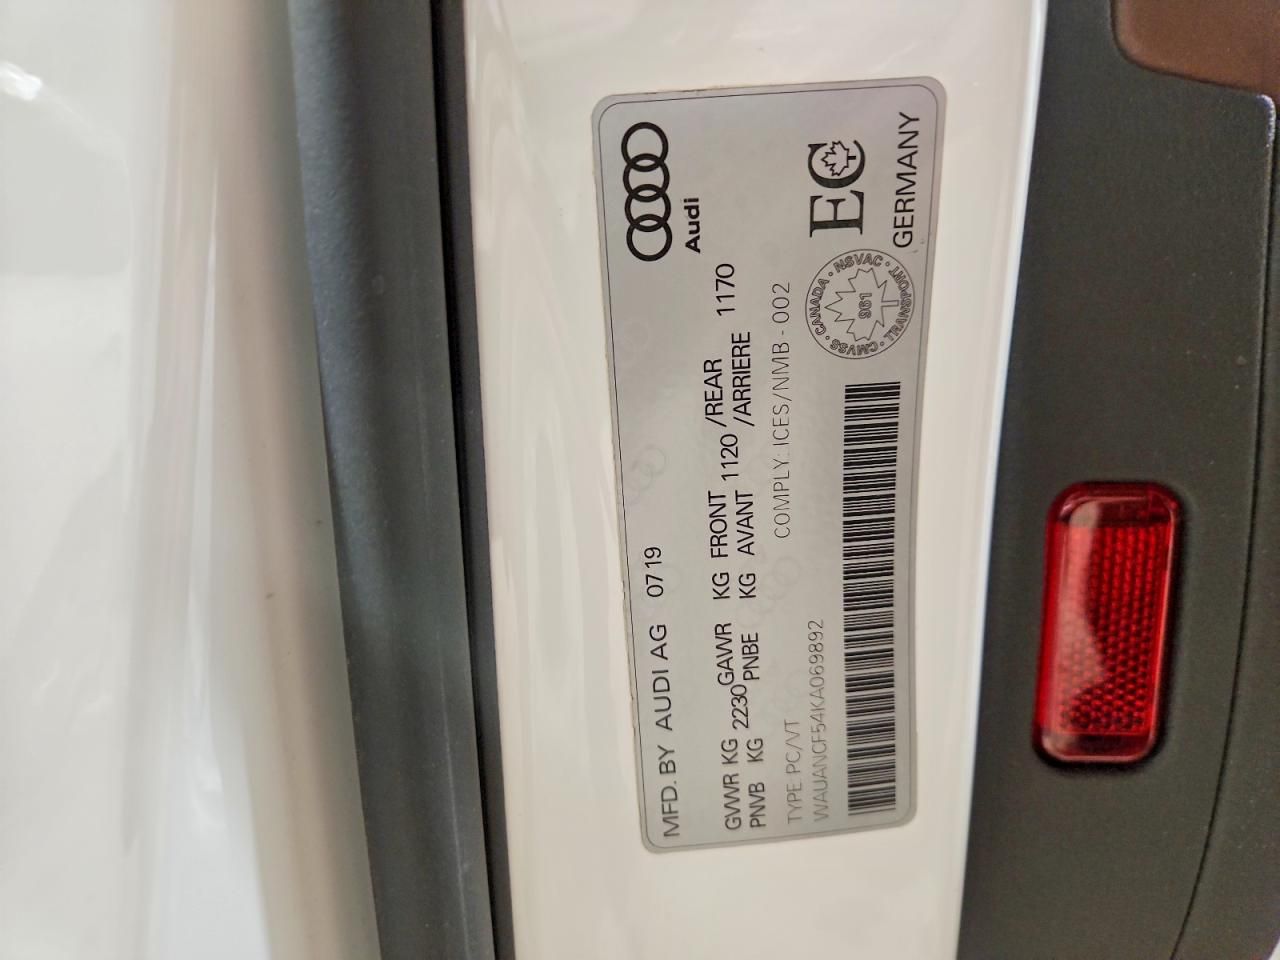 Audi
MFD. BY AUDI AG 0719
GVWR KG 2230 GAWR KG FRONT 1120 /REAR 1170
PNVB KG PNBE KG AVANT /ARRIERE
TYPE: PC/VT COMPLY: ICES/NMB - 002
WAUANCF54KA069892
CANADA · NSVAC · TRANSPORT · CMVSS ·
961
EC
GERMANY